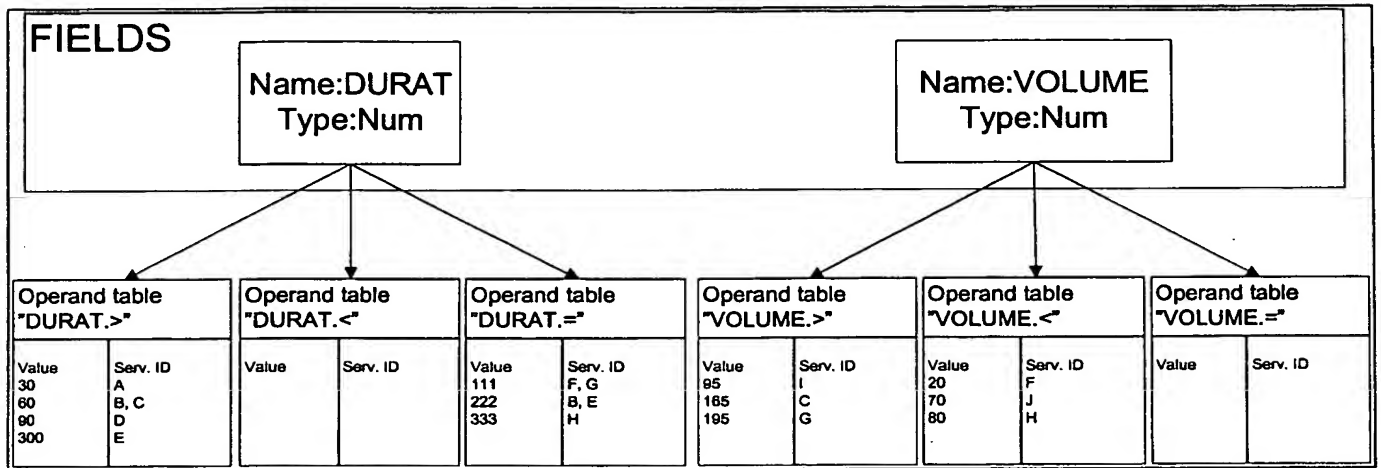 FIELDS
Name:DURAT
Type:Num
Name:VOLUME
Type:Num
Operand table
"DURAT.>"
Value Serv. ID
30 A
60 B, C
90 D
300 E
Operand table
"DURAT.<"
Value Serv. ID
Operand table
"DURAT.="
Value Serv. ID
111 F, G
222 B, E
333 H
Operand table
"VOLUME.>"
Value Serv. ID
95 I
165 C
195 G
Operand table
"VOLUME.<"
Value Serv. ID
20 F
70 J
80 H
Operand table
"VOLUME.="
Value Serv. ID